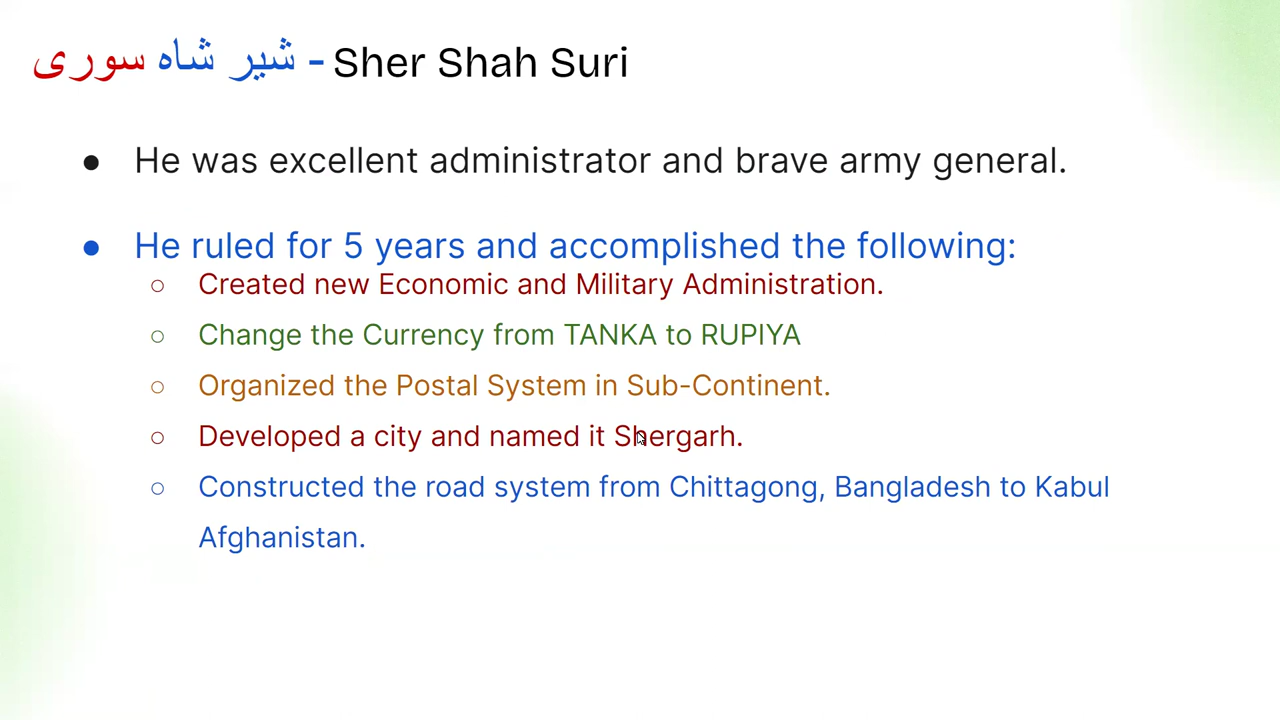 شیر شاہ سوری - Sher Shah Suri
● He was excellent administrator and brave army general.
● He ruled for 5 years and accomplished the following:
○ Created new Economic and Military Administration.
○ Change the Currency from TANKA to RUPIYA
○ Organized the Postal System in Sub-Continent.
○ Developed a city and named it Shergarh.
○ Constructed the road system from Chittagong, Bangladesh to Kabul
Afghanistan.